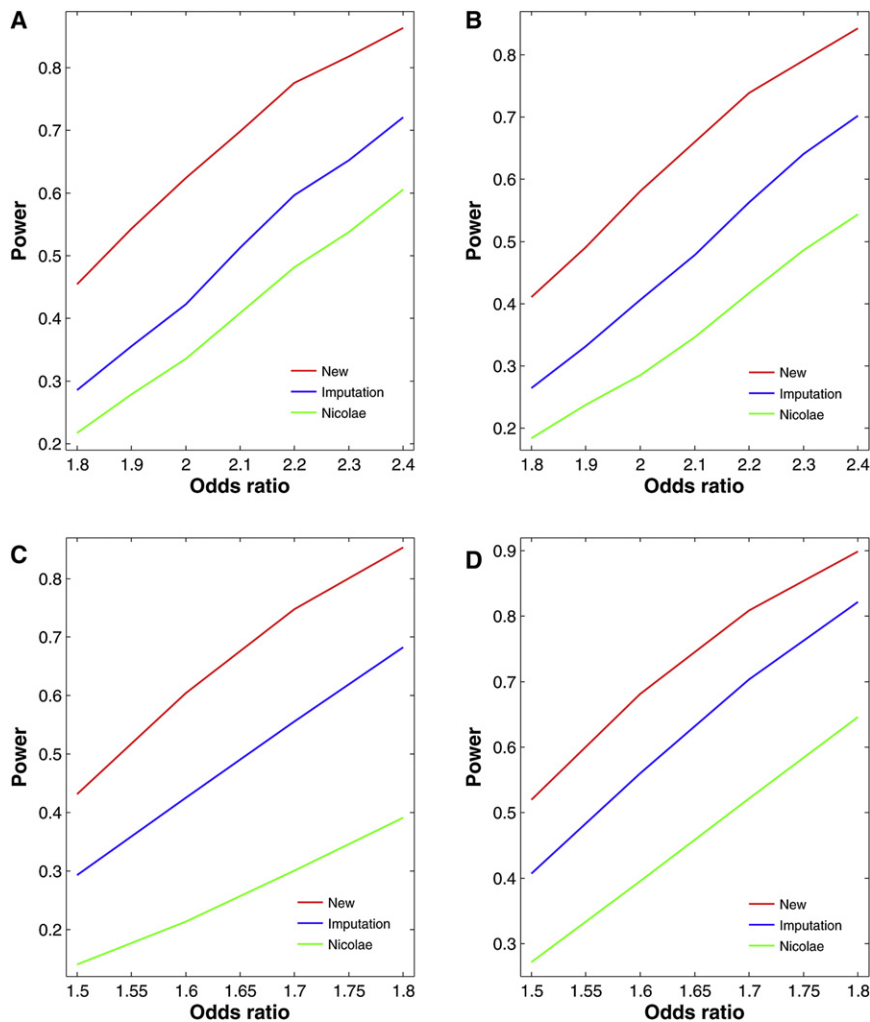 A
Power
0.8
0.7
0.6
0.5
0.4
0.3
0.2
New
Imputation
Nicolae
1.8 1.9 2 2.1 2.2 2.3 2.4
Odds ratio
B
Power
0.8
0.7
0.6
0.5
0.4
0.3
0.2
New
Imputation
Nicolae
1.8 1.9 2 2.1 2.2 2.3 2.4
Odds ratio
C
Power
0.8
0.7
0.6
0.5
0.4
0.3
0.2
New
Imputation
Nicolae
1.5 1.55 1.6 1.65 1.7 1.75 1.8
Odds ratio
D
Power
0.9
0.8
0.7
0.6
0.5
0.4
0.3
New
Imputation
Nicolae
1.5 1.55 1.6 1.65 1.7 1.75 1.8
Odds ratio